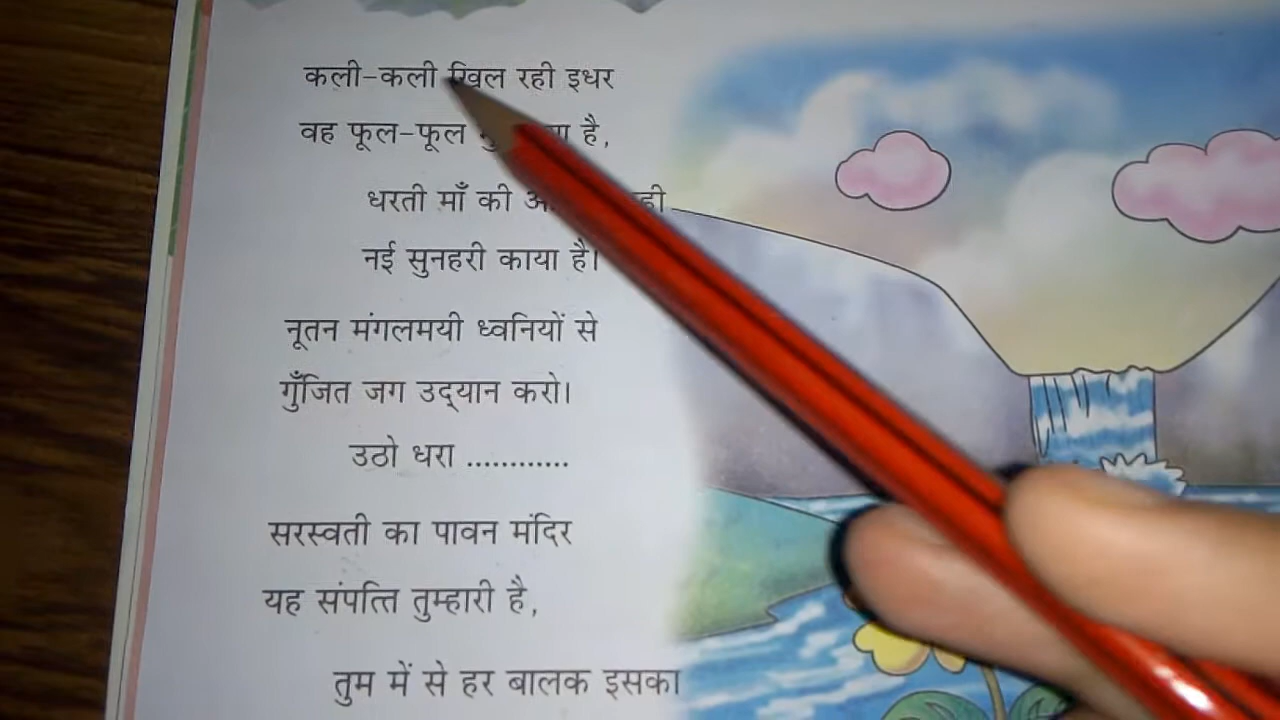 कली-कली खिल रही इधर
वह फूल-फूल है,
धरती माँ की
नई सुनहरी काया है।
नूतन मंगलमयी ध्वनियों से
गुँजित जग उद्‌यान करो।
उठो धरा ............
सरस्वती का पावन मंदिर
यह संपत्ति तुम्हारी है,
तुम में से हर बालक इसका